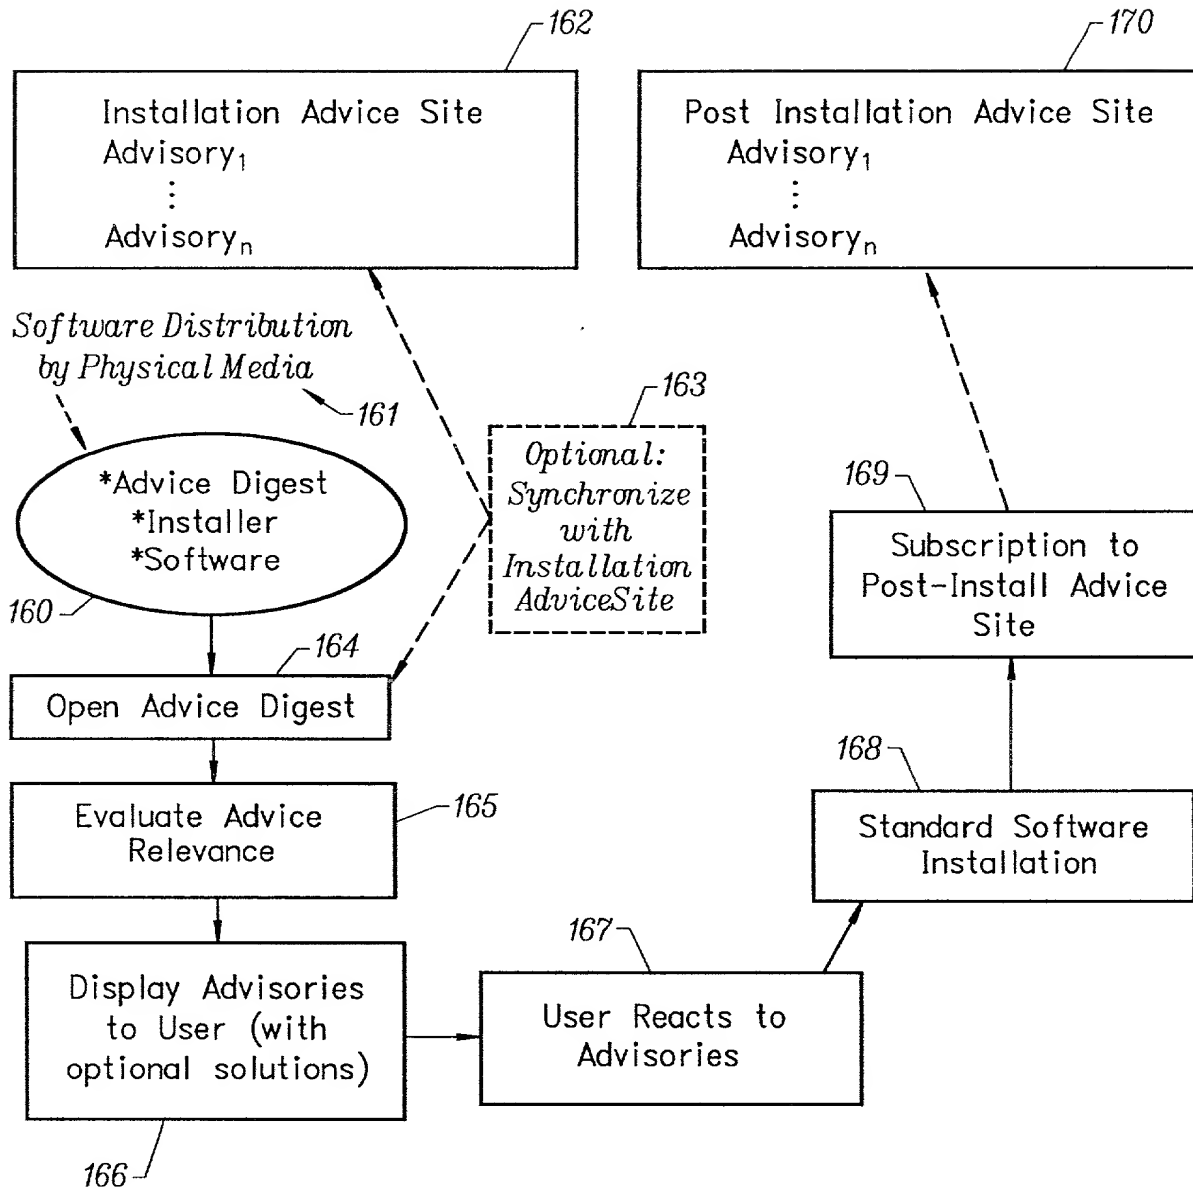 162
Installation Advice Site
Advisory1
⋮
Advisoryn
170
Post Installation Advice Site
Advisory1
⋮
Advisoryn
Software Distribution
by Physical Media
161
*Advice Digest
*Installer
*Software
160
163
Optional:
Synchronize
with
Installation
AdviceSite
164
Open Advice Digest
165
Evaluate Advice
Relevance
Display Advisories
to User (with
optional solutions)
166
167
User Reacts to
Advisories
168
Standard Software
Installation
169
Subscription to
Post-Install Advice
Site